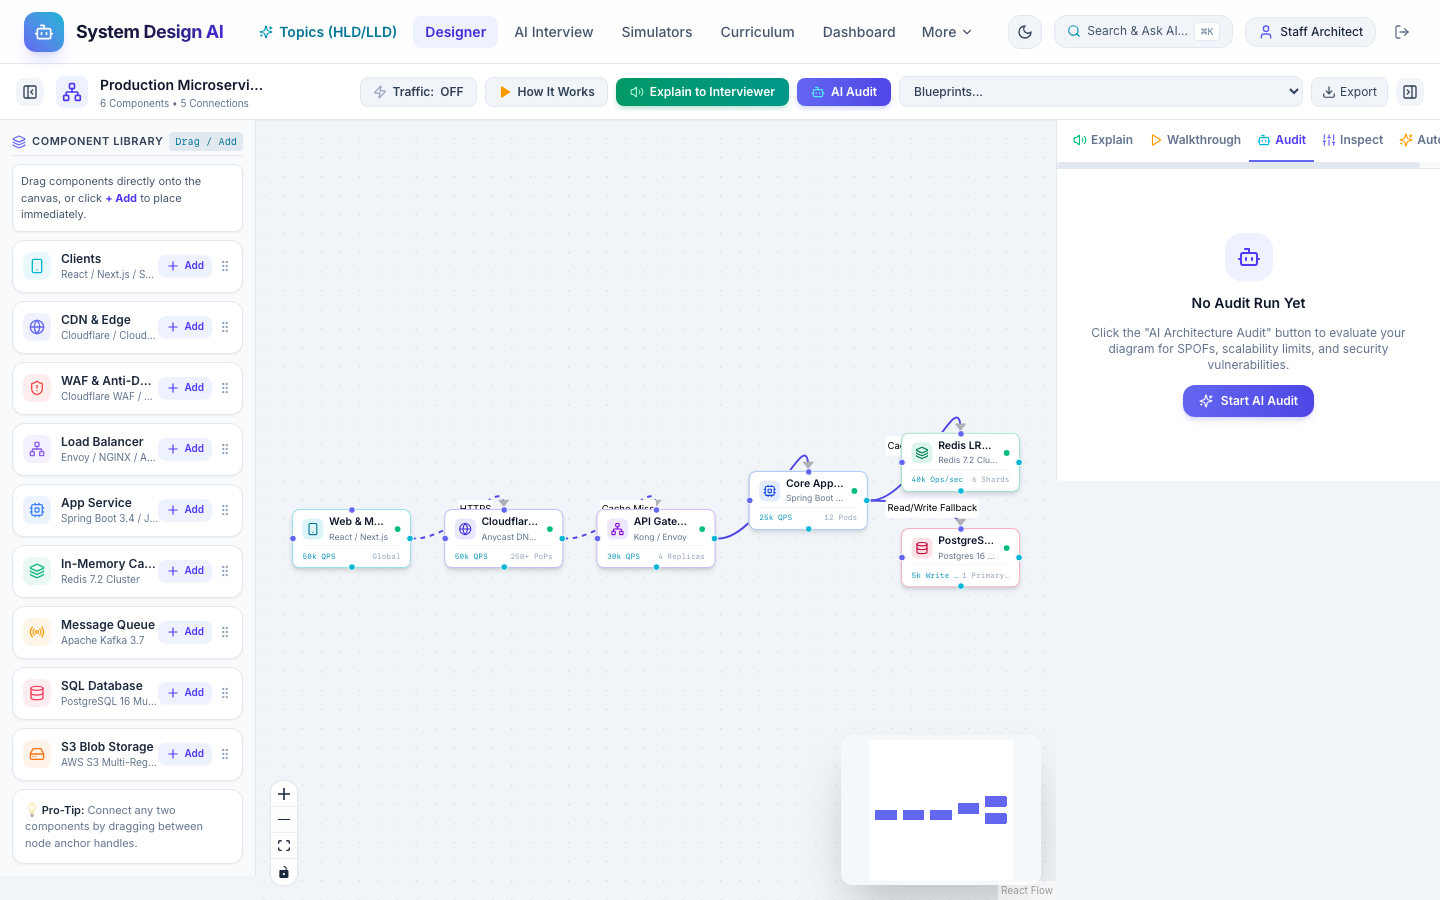 System Design AI
Topics (HLD/LLD)
Designer
AI Interview
Simulators
Curriculum
Dashboard
More
Search & Ask AI...
⌘K
Staff Architect
Production Microservi...
6 Components • 5 Connections
Traffic: OFF
How It Works
Explain to Interviewer
AI Audit
Blueprints...
Export
COMPONENT LIBRARY
Drag / Add
Drag components directly onto the
canvas, or click + Add to place
immediately.
Clients
React / Next.js / S...
Add
CDN & Edge
Cloudflare / Cloud...
Add
WAF & Anti-D...
Cloudflare WAF / ...
Add
Load Balancer
Envoy / NGINX / A...
Add
App Service
Spring Boot 3.4 / J...
Add
In-Memory Ca...
Redis 7.2 Cluster
Add
Message Queue
Apache Kafka 3.7
Add
SQL Database
PostgreSQL 16 Mu...
Add
S3 Blob Storage
AWS S3 Multi-Reg...
Add
Pro-Tip: Connect any two
components by dragging between
node anchor handles.
Web & M...
React / Next.js
50k QPS
Global
HTTPS
Cloudflar...
Anycast DN...
50k QPS
250+ PoPs
Cache Miss
API Gate...
Kong / Envoy
30k QPS
4 Replicas
Core App...
Spring Boot ...
25k QPS
12 Pods
Redis LR...
Redis 7.2 Clu...
40k Ops/sec
6 Shards
Read/Write Fallback
PostgreS...
Postgres 16 ...
5k Write …
1 Primary…
React Flow
Explain
Walkthrough
Audit
Inspect
No Audit Run Yet
Click the "AI Architecture Audit" button to evaluate your
diagram for SPOFs, scalability limits, and security
vulnerabilities.
Start AI Audit